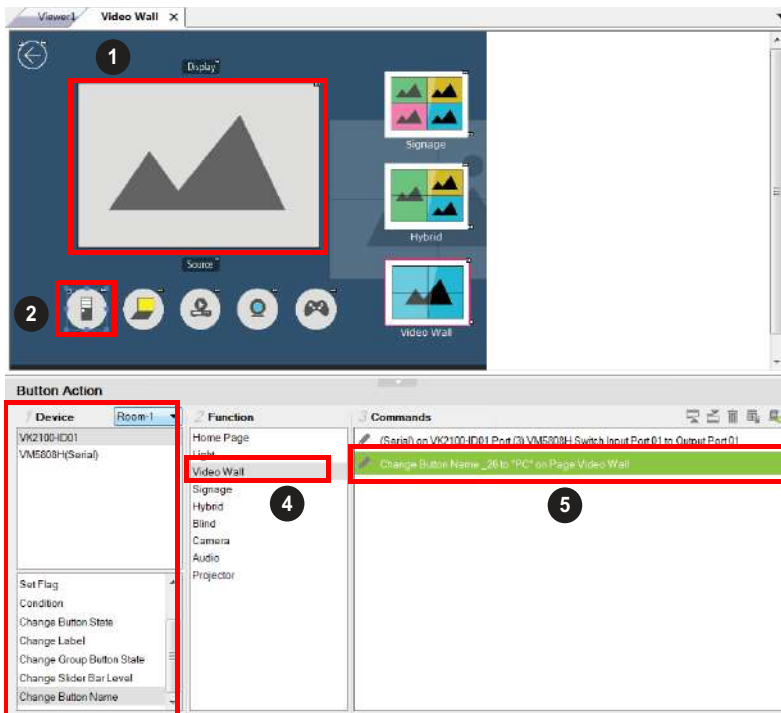 Viewer1 Video Wall X
1
Display
Signage
Hybrid
Source
2
Video Wall
Button Action
1 Device Room-1 2 Function 3 Commands
VK2100-ID01 Home Page (Serial) on VK2100-ID01 Port (3) VM5808H Switch Input Port 01 to Output Port 01
VM5808H(Serial) Light
Video Wall Change Button Name _26 to "PC" on Page Video Wall
Signage
Hybrid 4 5
Blind
Camera
Audio
Set Flag Projector
Condition
Change Button State
Change Label
Change Group Button State
Change Slider Bar Level
Change Button Name